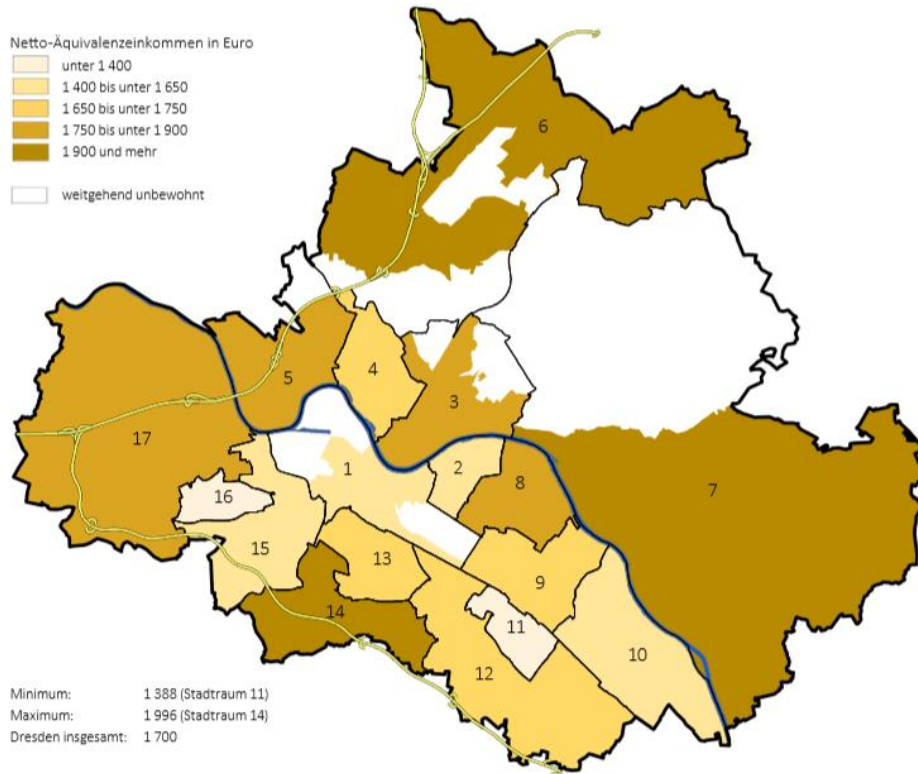 Netto-Äquivalenzeinkommen in Euro
unter 1 400
1 400 bis unter 1 650
1 650 bis unter 1 750
1 750 bis unter 1 900
1 900 und mehr
weitgehend unbewohnt
6
5
4
3
17
1
2
8
7
16
15
13
9
14
11
10
12
Minimum: 1 388 (Stadtraum 11)
Maximum: 1 996 (Stadtraum 14)
Dresden insgesamt: 1 700